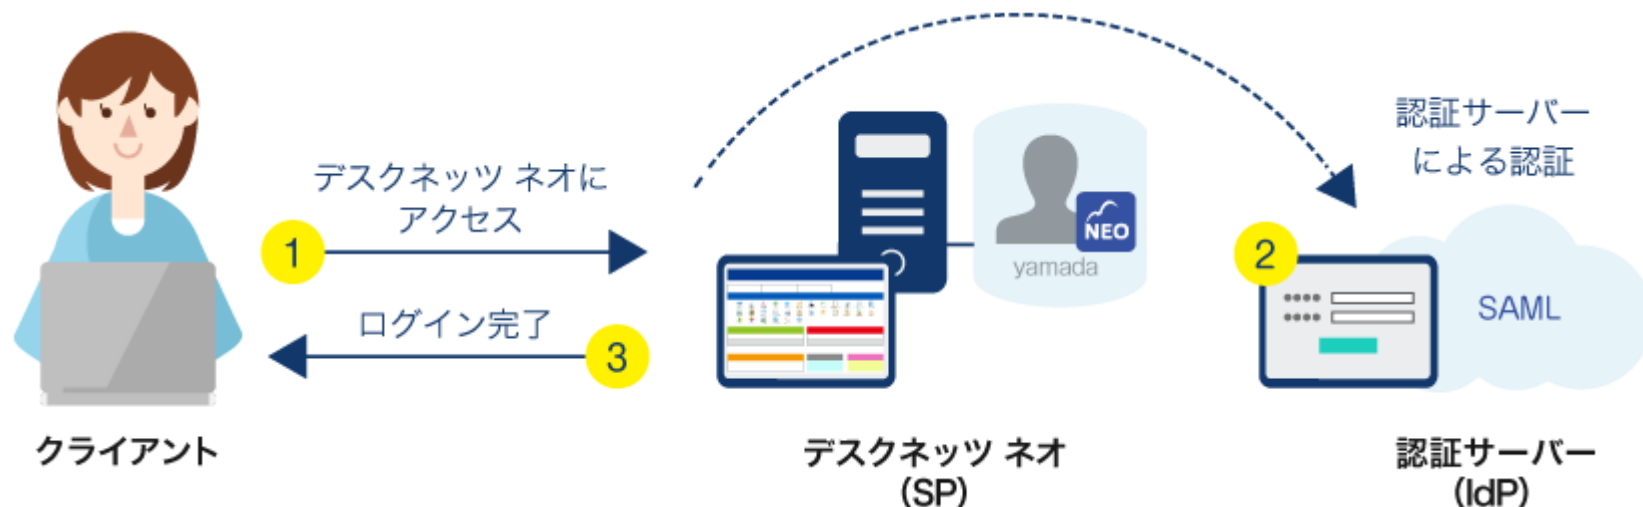 認証サーバー
による認証
デスクネッツ ネオに
アクセス
1
NEO
yamada
2
SAML
ログイン完了
3
クライアント
デスクネッツ ネオ
(SP)
認証サーバー
(IdP)